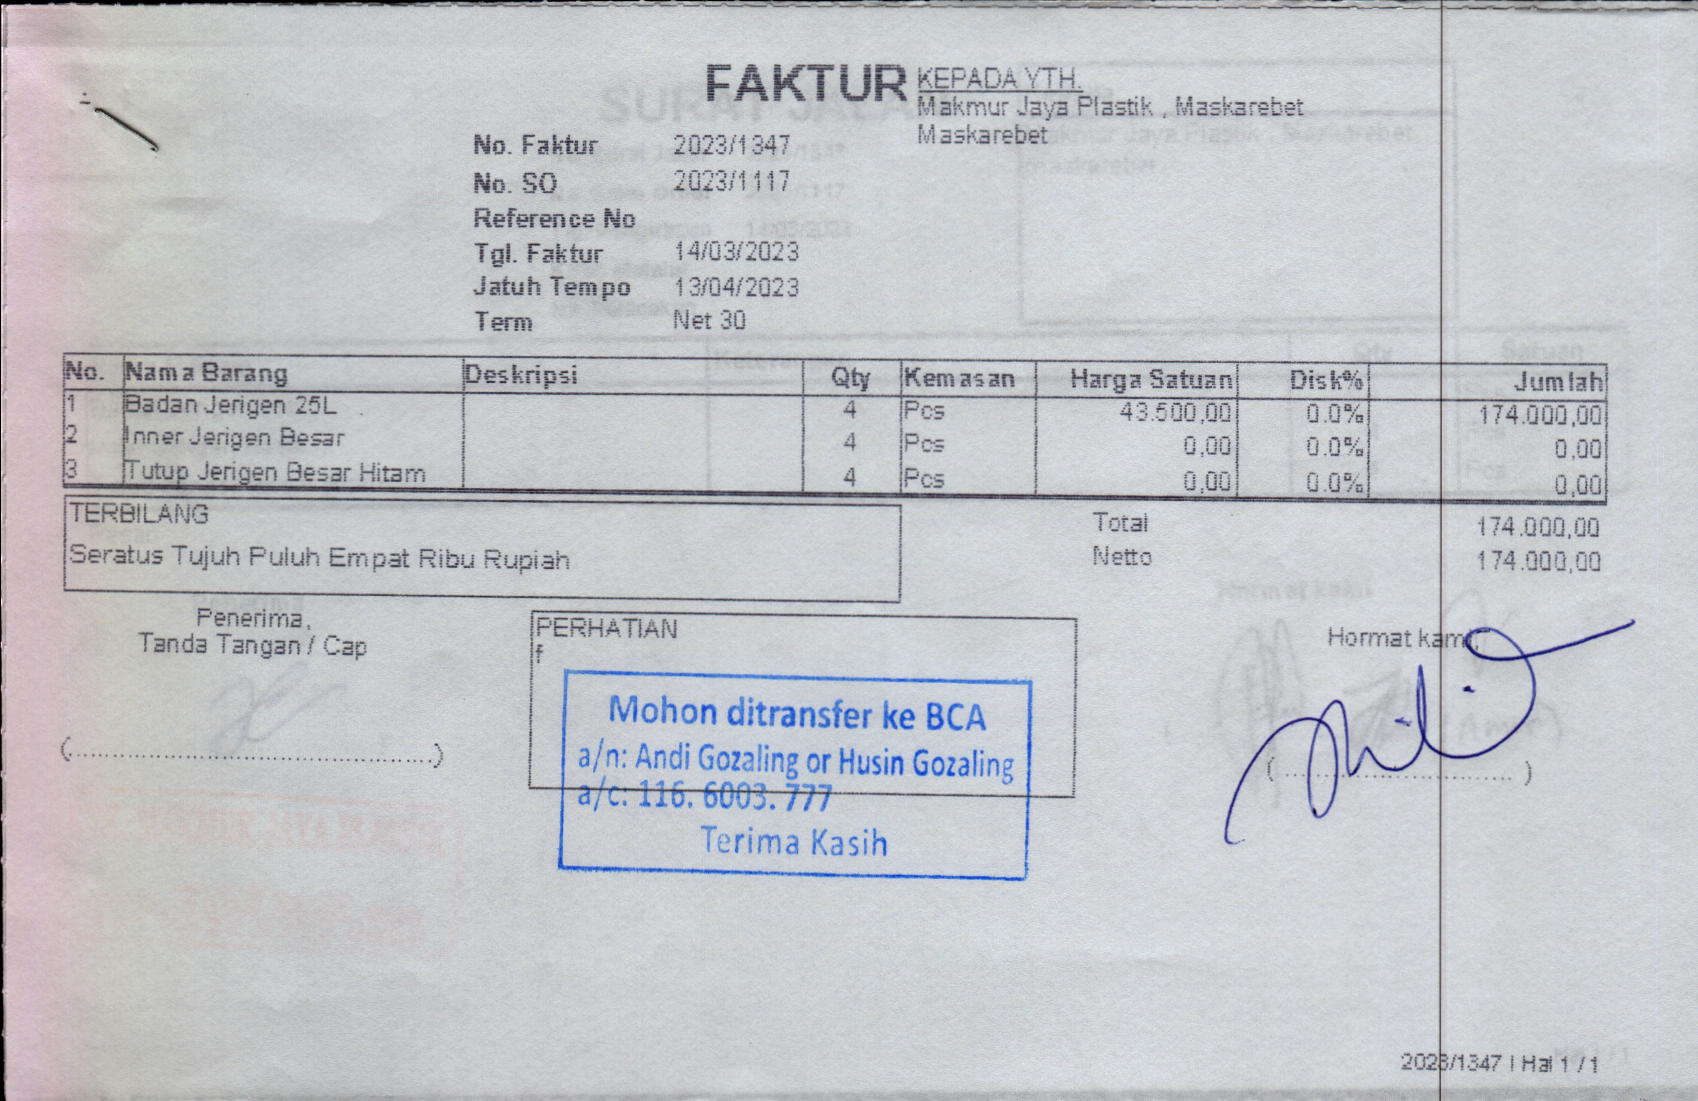 FAKTUR
KEPADA YTH.
Makmur Jaya Plastik , Maskarebet
Maskarebet
No. Faktur 2023/1347
No. SO 2023/1117
Reference No
Tgl. Faktur 14/03/2023
Jatuh Tempo 13/04/2023
Term Net 30
No. Nama Barang Deskripsi Qty Kemasan Harga Satuan Disk% Jumlah
1 Badan Jerigen 25L 4 Pcs 43.500,00 0.0% 174.000,00
2 Inner Jerigen Besar 4 Pcs 0,00 0.0% 0,00
3 Tutup Jerigen Besar Hitam 4 Pcs 0,00 0.0% 0,00
TERBILANG
Seratus Tujuh Puluh Empat Ribu Rupiah
Total 174.000,00
Netto 174.000,00
Penerima,
Tanda Tangan / Cap
(..............................................)
PERHATIAN
f
Mohon ditransfer ke BCA
a/n: Andi Gozaling or Husin Gozaling
a/c: 116. 6003. 777
Terima Kasih
Hormat kami,
(................................)
2023/1347 | Hal 1 / 1